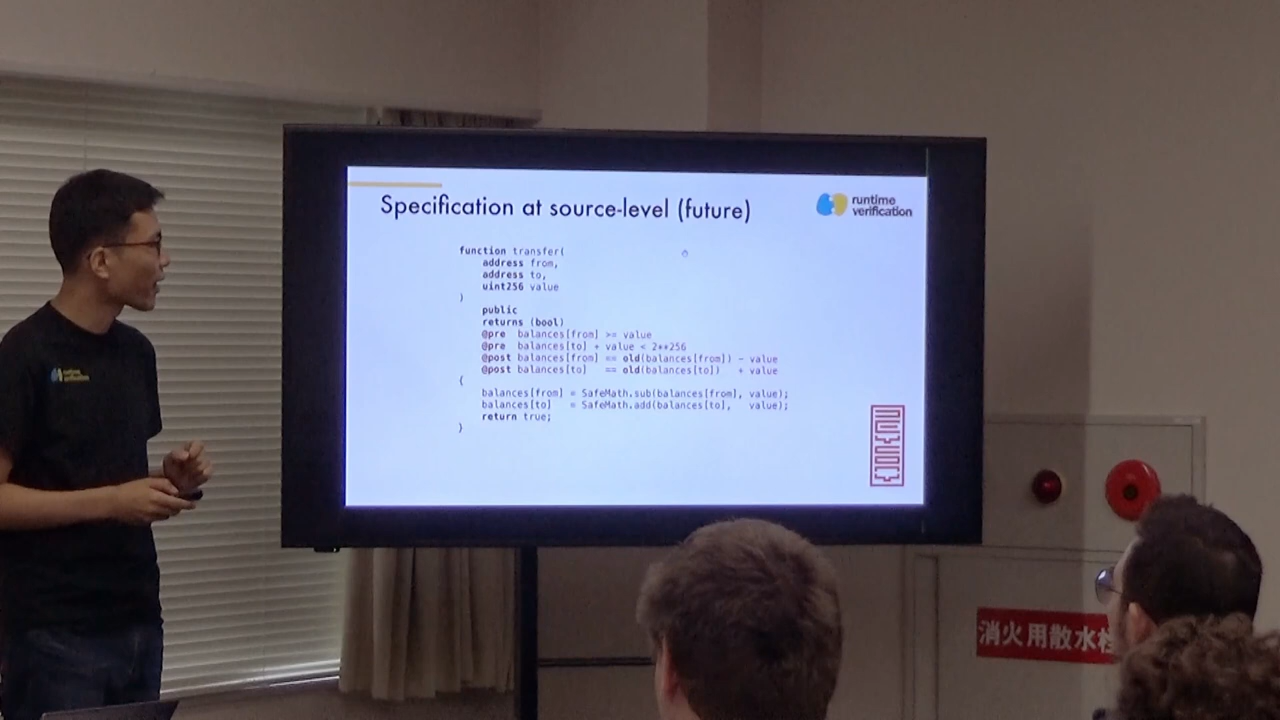 Specification at source-level (future)
runtime
verification
function transfer(
address from,
address to,
uint256 value
)
public
returns (bool)
@pre balances[from] >= value
@pre balances[to] + value < 2**256
@post balances[from] == old(balances[from]) - value
@post balances[to] == old(balances[to]) + value
{
balances[from] = SafeMath.sub(balances[from], value);
balances[to] = SafeMath.add(balances[to], value);
return true;
}
runtime
verification
消火用散水栓